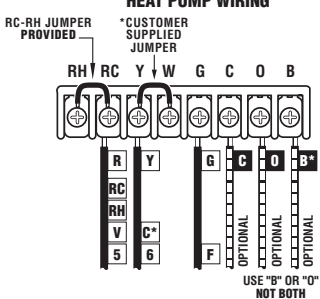 HEAT PUMP WIRING
RC-RH JUMPER
PROVIDED
*CUSTOMER
SUPPLIED
JUMPER
RH RC Y W G C O B
R Y G C O B*
RC
RH
V C*
5 6 F
OPTIONAL OPTIONAL OPTIONAL
USE "B" OR "O"
NOT BOTH